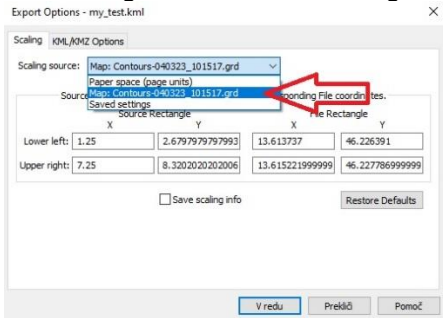 Export Options - my_test.kml
Scaling KML/KMZ Options
Scaling source: Map: Contours-040323_101517.grd
Paper space (page units)
Map: Contours-040323_101517.grd
Saved settings
Sour ponding File coordinates.
Source Rectangle File Rectangle
X Y X Y
Lower left: 1.25 2.6797979797993 13.613737 46.226391
Upper right: 7.25 8.3202020202006 13.615221999999 46.227786999999
Save scaling info Restore Defaults
V redu Prekliči Pomoč